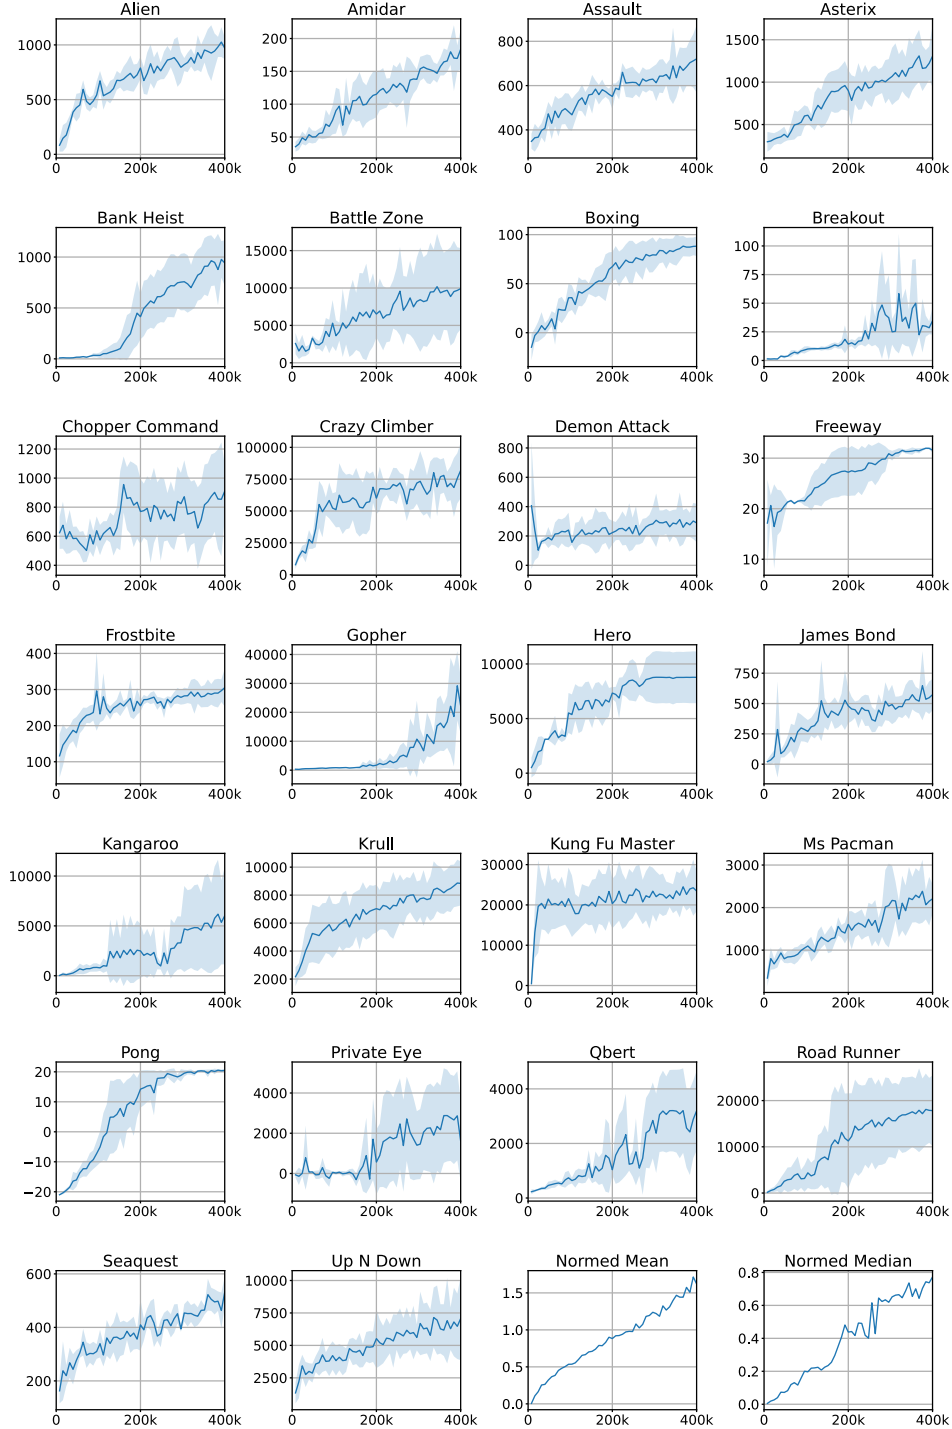 Alien Amidar Assault Asterix
1000 200 800 1500
500 150 600 1000
0 100 400 500
50
0 200k 400k 0 200k 400k 0 200k 400k 0 200k 400k
Bank Heist Battle Zone Boxing Breakout
1000 15000 100 100
500 10000 50 75
0 5000 0 50
0 25
0
0 200k 400k 0 200k 400k 0 200k 400k 0 200k 400k
Chopper Command Crazy Climber Demon Attack Freeway
1200 100000 800 30
1000 75000 600 20
800 50000 400 10
600 25000 200
400 0 0
0 200k 400k 0 200k 400k 0 200k 400k 0 200k 400k
Frostbite Gopher Hero James Bond
400 40000 10000 750
300 30000 5000 500
200 20000 0 250
100 10000 0
0
0 200k 400k 0 200k 400k 0 200k 400k 0 200k 400k
Kangaroo Krull Kung Fu Master Ms Pacman
10000 10000 30000 3000
5000 8000 20000 2000
0 6000 10000 1000
4000 0
2000
0 200k 400k 0 200k 400k 0 200k 400k 0 200k 400k
Pong Private Eye Qbert Road Runner
20 4000 4000 20000
10 2000 2000 10000
0 0 0 0
−10
−20
0 200k 400k 0 200k 400k 0 200k 400k 0 200k 400k
Seaquest Up N Down Normed Mean Normed Median
600 10000 1.5 0.8
400 7500 1.0 0.6
200 5000 0.5 0.4
2500 0.0 0.2
0.0
0 200k 400k 0 200k 400k 0 200k 400k 0 200k 400k